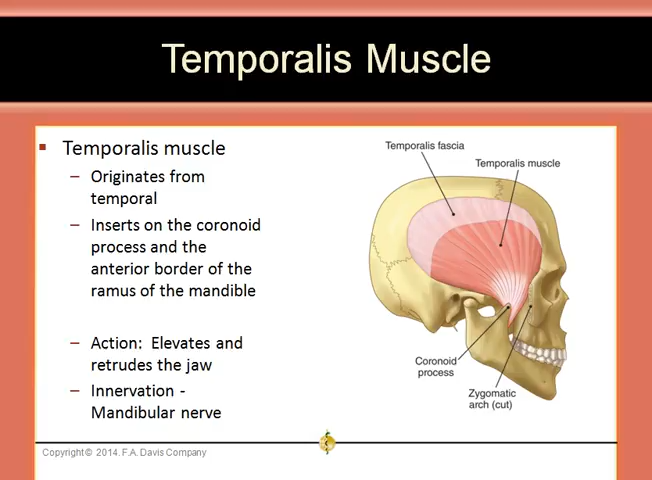 Temporalis Muscle
Temporalis muscle
– Originates from
temporal
– Inserts on the coronoid
process and the
anterior border of the
ramus of the mandible
– Action: Elevates and
retrudes the jaw
– Innervation -
Mandibular nerve
Temporalis fascia
Temporalis muscle
Coronoid
process
Zygomatic
arch (cut)
Copyright © 2014. F.A. Davis Company